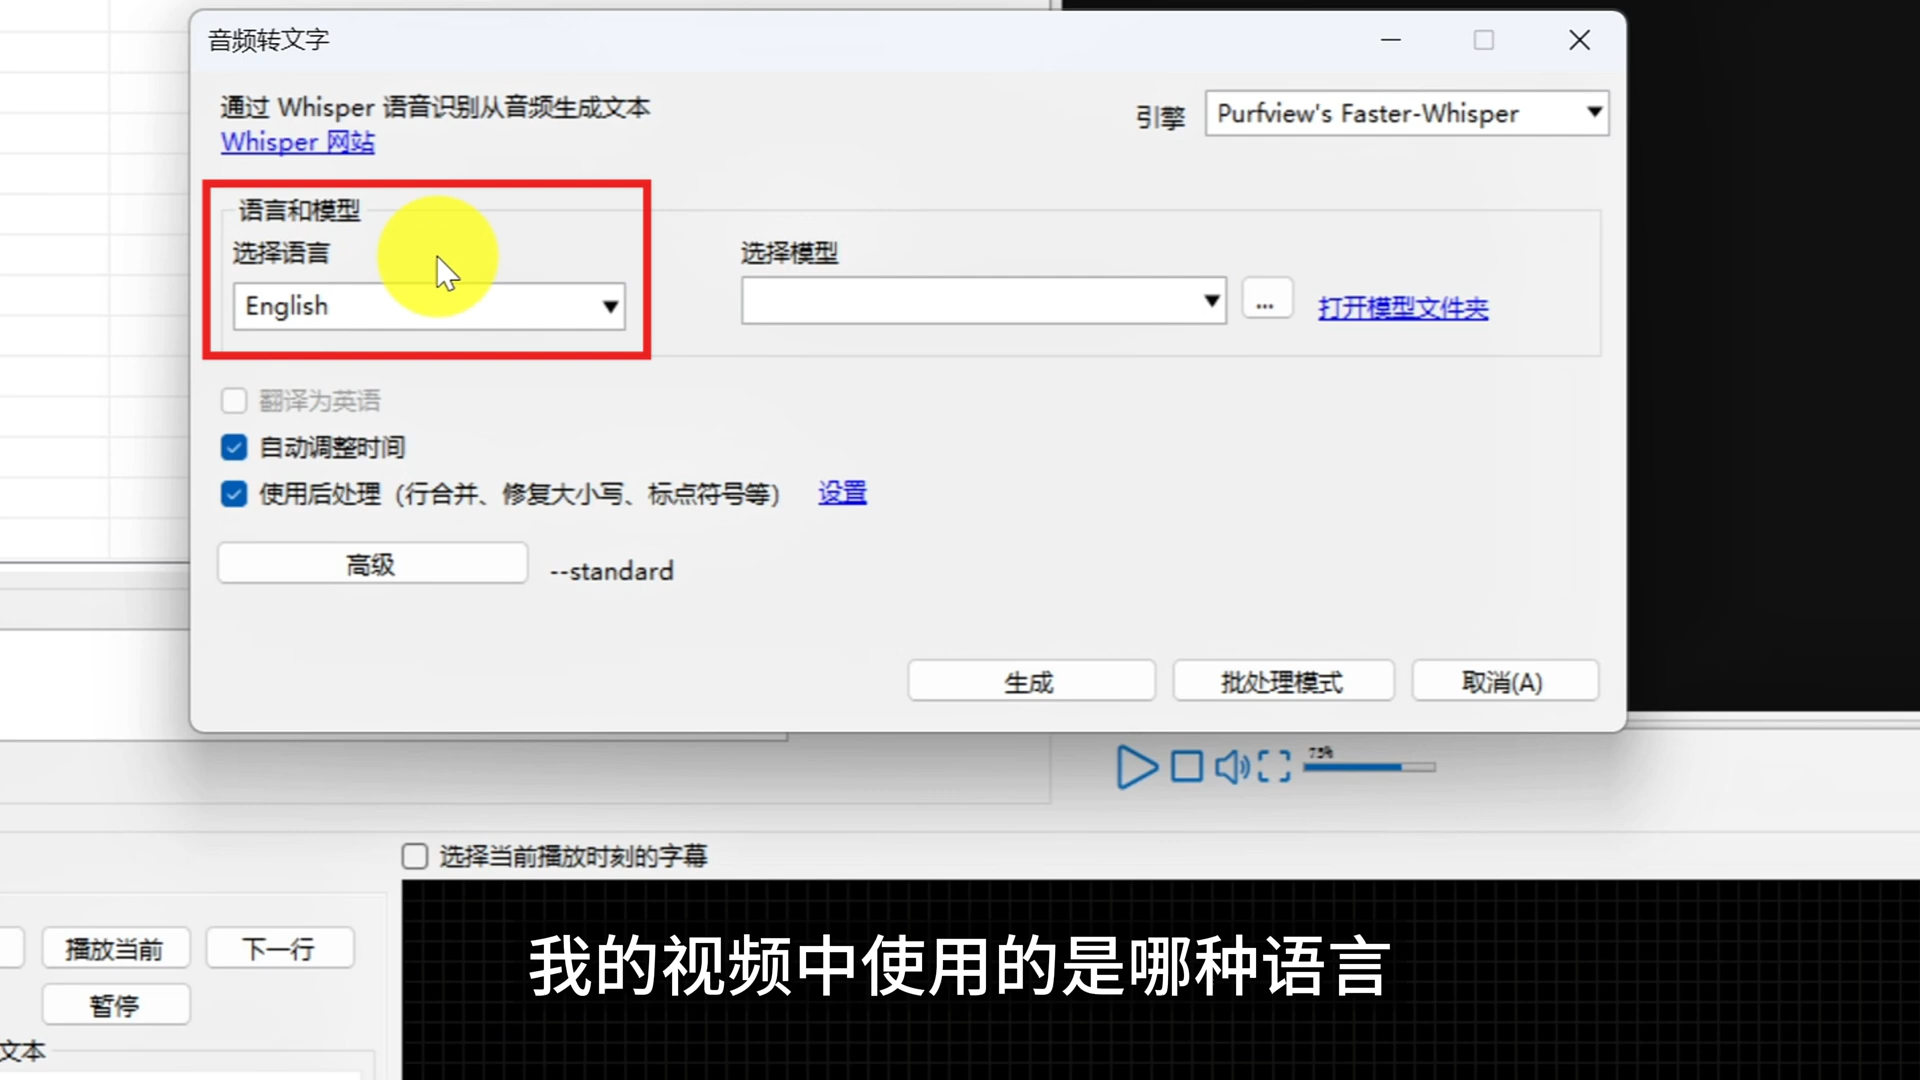 音频转文字
通过 Whisper 语音识别从音频生成文本
引擎 Purfview's Faster-Whisper
Whisper 网站
语言和模型
选择语言
选择模型
English
...
打开模型文件夹
翻译为英语
自动调整时间
使用后处理（行合并、修复大小写、标点符号等） 设置
高级 --standard
生成 批处理模式 取消(A)
75%
选择当前播放时刻的字幕
播放当前 下一行
我的视频中使用的是哪种语言
暂停
文本